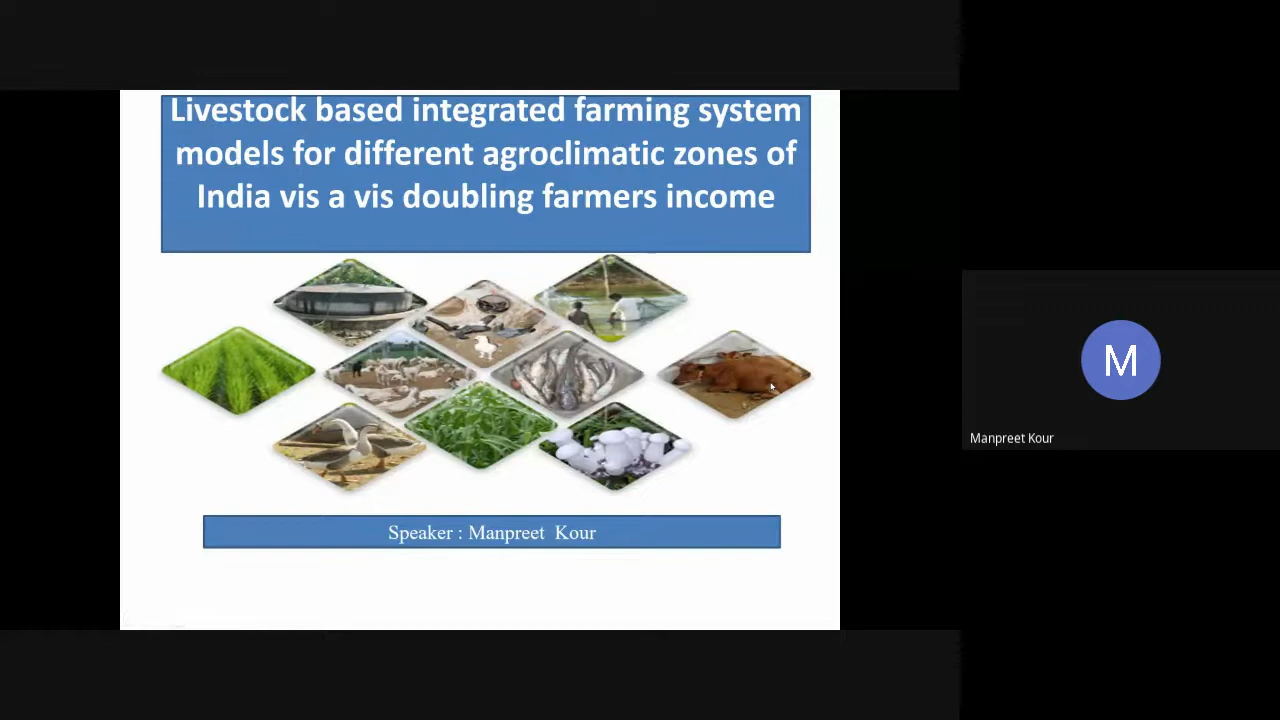 Livestock based integrated farming system
models for different agroclimatic zones of
India vis a vis doubling farmers income
Speaker : Manpreet  Kour
M
Manpreet Kour